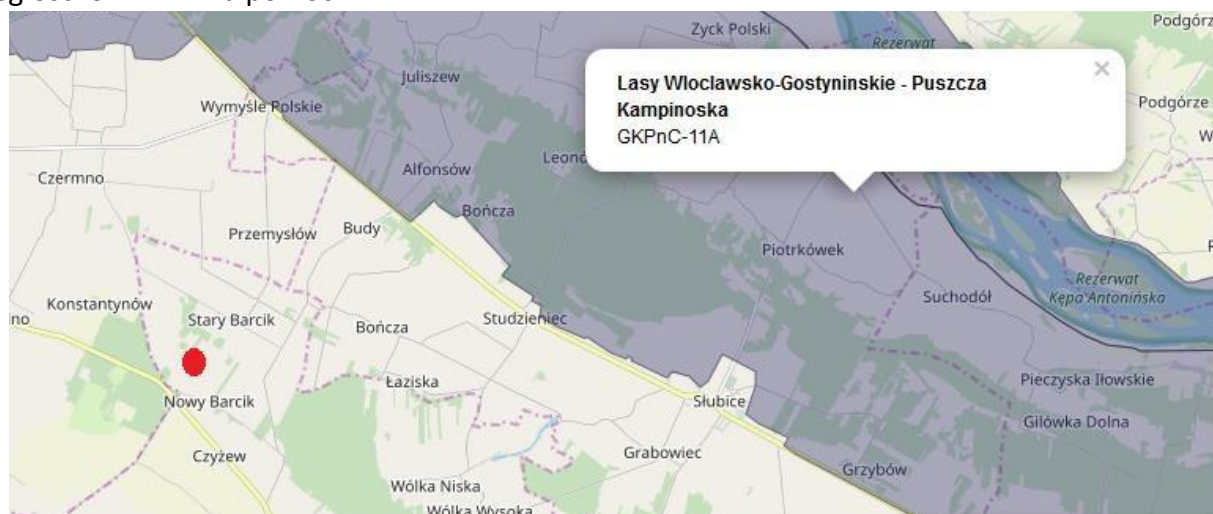 Podgórz
Zyck Polski
Rezerwat
Lasy Wloclawsko-Gostyninskie - Puszcza
Kampinoska
GKPnC-11A
×
Juliszew
Wymyśle Polskie
Podgórze
W
Leonó
Alfonsów
Czermno
Bończa
Przemysłów
Budy
Piotrkówek
Rezerwat
Kępa Antonińska
Suchodół
Konstantynów
no
Stary Barcik
Bończa
Studzieniec
Łaziska
Pieczyska Iłowskie
Nowy Barcik
Słubice
Gilówka Dolna
Czyżew
Grabowiec
Grzybów
Wólka Niska
Wólka Wysoka